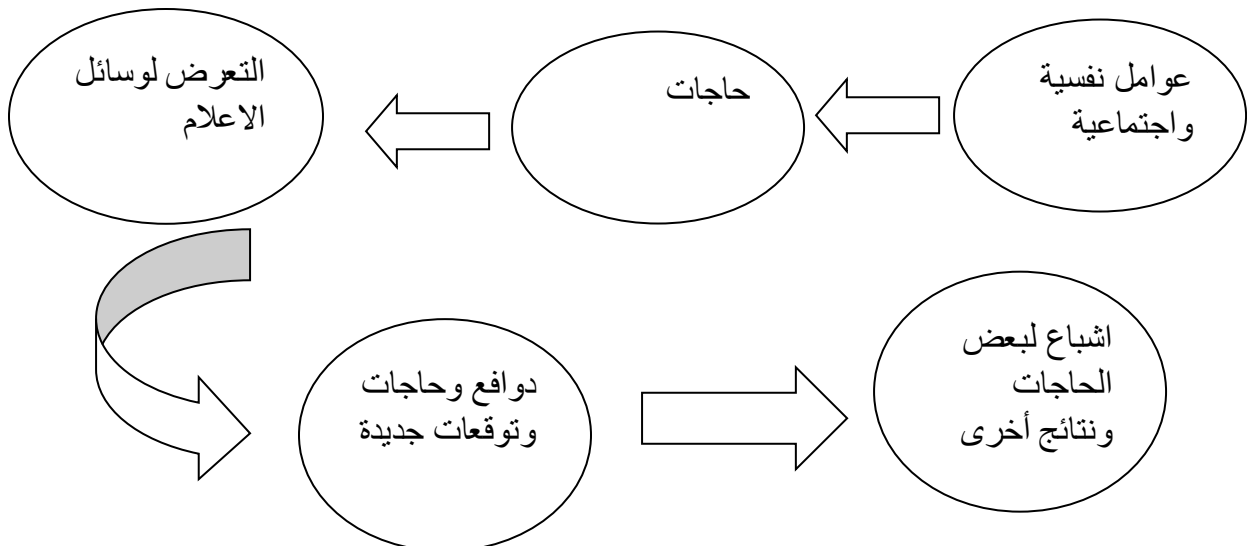 عوامل نفسية
واجتماعية
حاجات
التعرض لوسائل
الاعلام
دوافع وحاجات
وتوقعات جديدة
اشباع لبعض
الحاجات
ونتائج أخرى